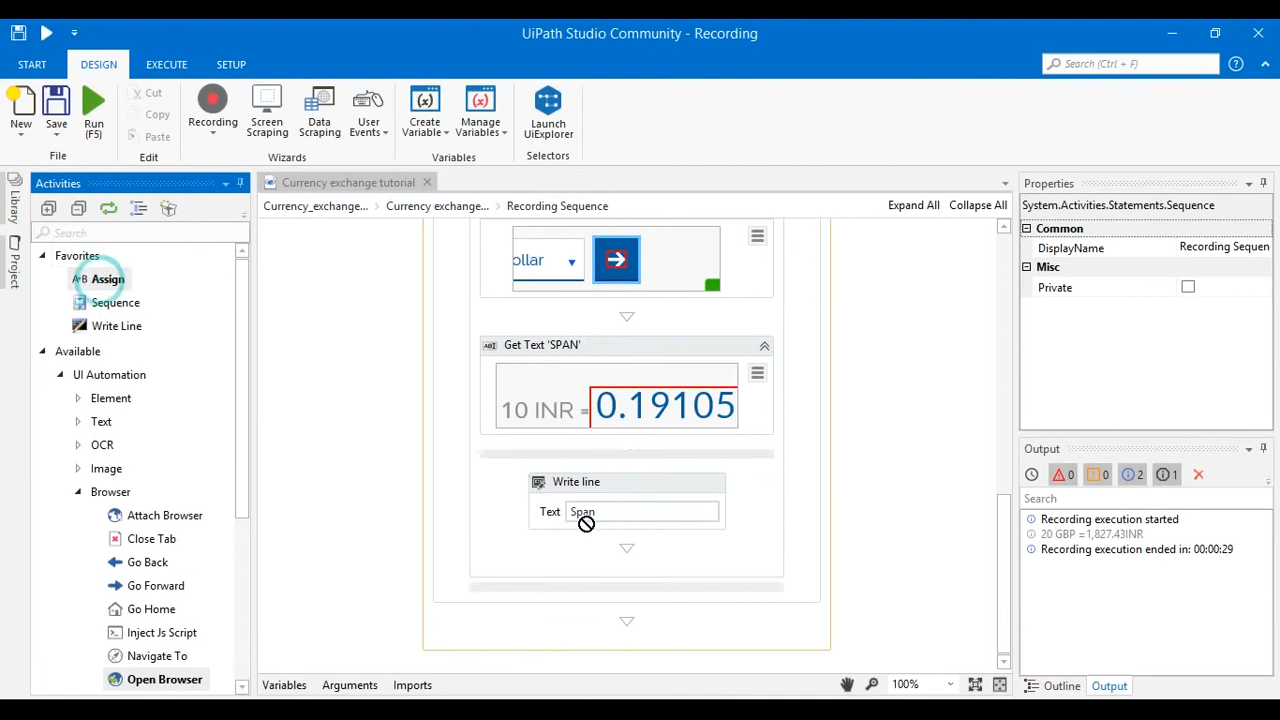 UiPath Studio Community - Recording
START
DESIGN
EXECUTE
SETUP
Search (Ctrl + F)
New
Save
Run
(F5)
Cut
Copy
Paste
Recording
Screen
Scraping
Data
Scraping
User
Events
Create
Variable
Manage
Variables
Launch
UiExplorer
File
Edit
Wizards
Variables
Selectors
Library
Project
Activities
Search
Favorites
A*B Assign
Sequence
Write Line
Available
UI Automation
Element
Text
OCR
Image
Browser
Attach Browser
Close Tab
Go Back
Go Forward
Go Home
Inject Js Script
Navigate To
Open Browser
Currency exchange tutorial
Currency_exchange...
Currency exchange...
Recording Sequence
Expand All
Collapse All
ollar
Get Text 'SPAN'
10 INR = 0.19105
Write line
Text
Span
Variables
Arguments
Imports
100%
Properties
System.Activities.Statements.Sequence
Common
DisplayName
Recording Sequen
Misc
Private
Output
0
0
2
1
Search
Recording execution started
20 GBP =1,827.43INR
Recording execution ended in: 00:00:29
Outline
Output